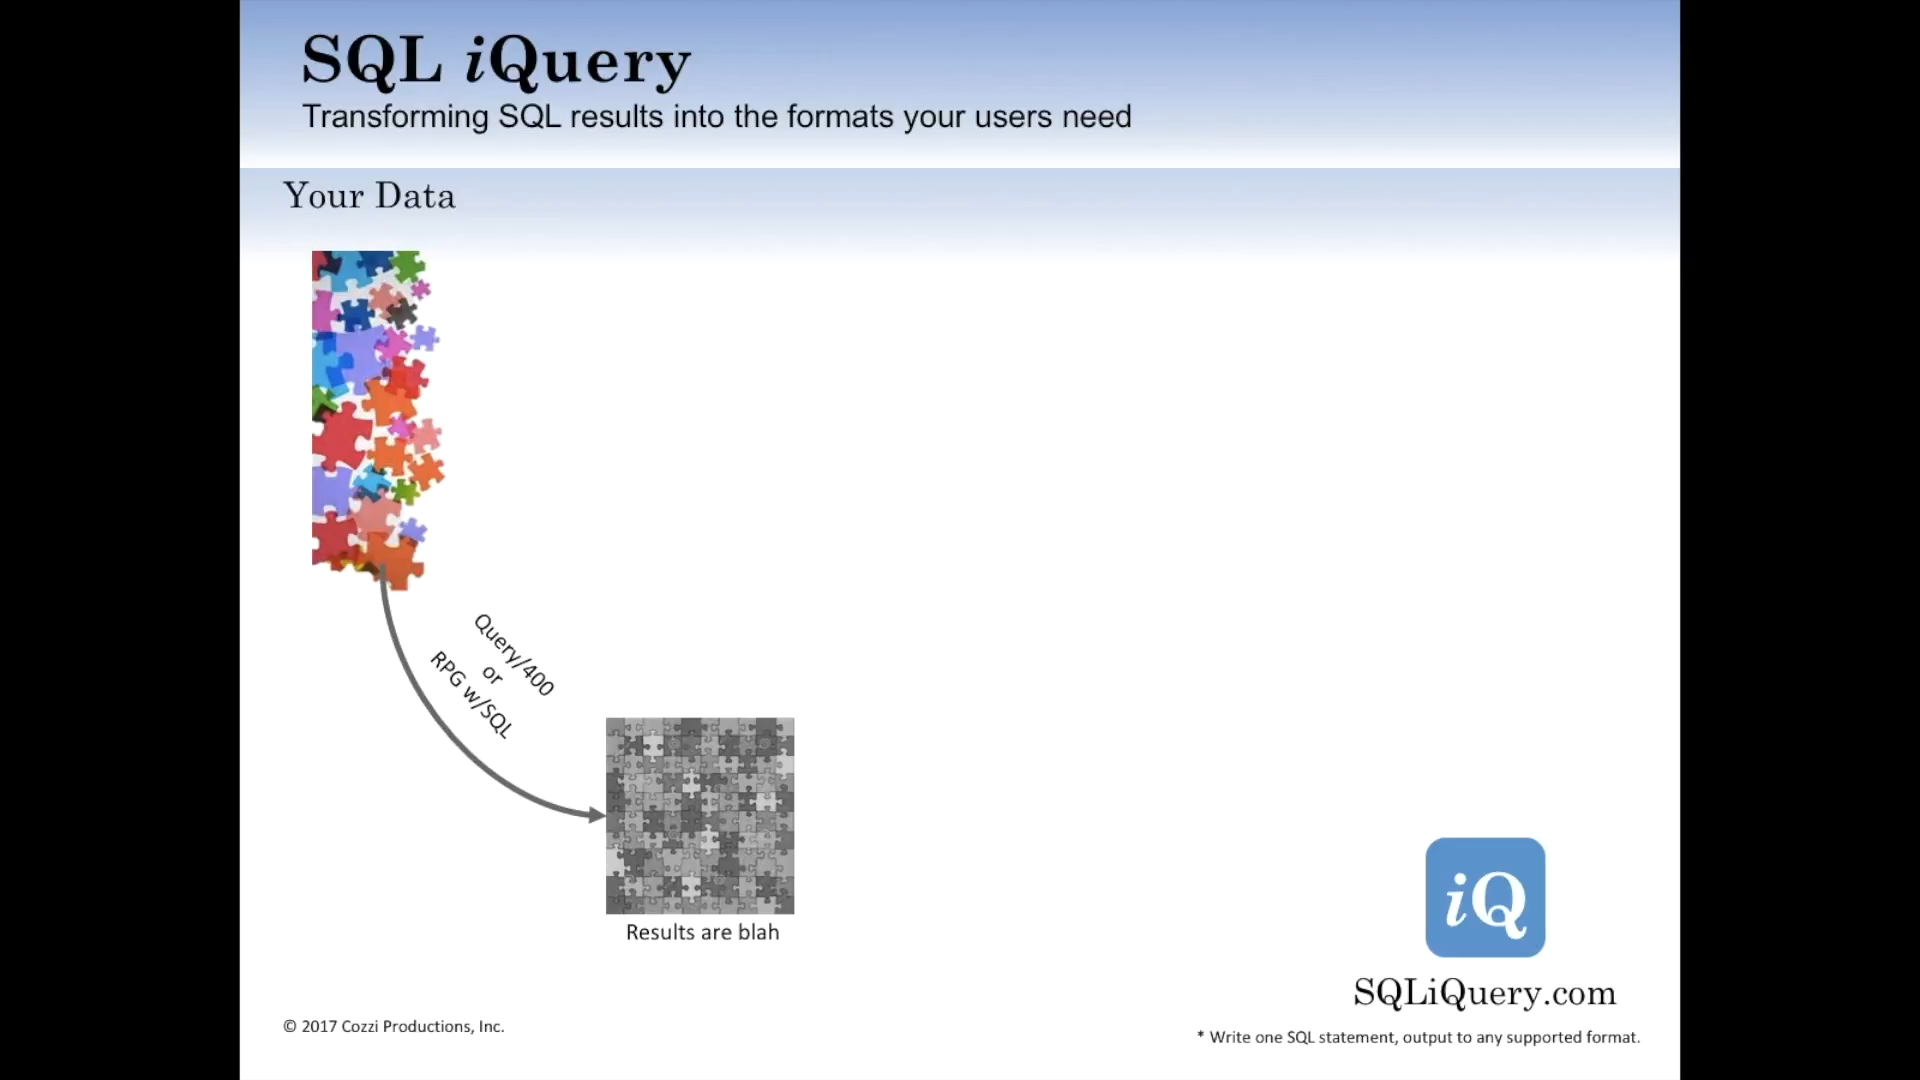 SQL iQuery
Transforming SQL results into the formats your users need
Your Data
Query/400
or
RPG w/SQL
Results are blah
iQ
SQLiQuery.com
© 2017 Cozzi Productions, Inc.
* Write one SQL statement, output to any supported format.